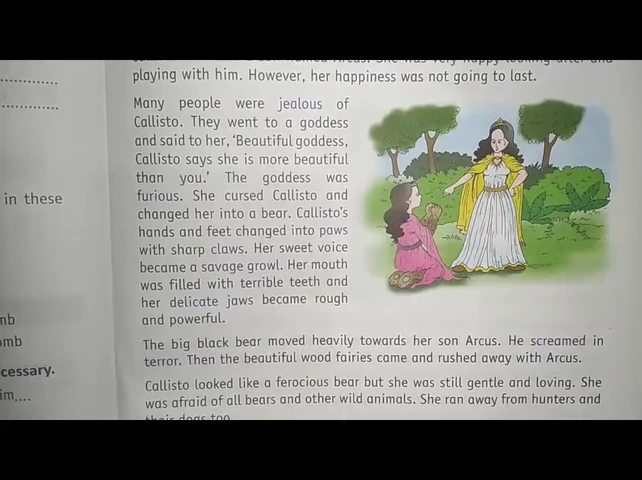 playing with him. However, her happiness was not going to last.
Many people were jealous of
Callisto. They went to a goddess
and said to her, ‘Beautiful goddess,
Callisto says she is more beautiful
than you.’ The goddess was
furious. She cursed Callisto and
changed her into a bear. Callisto’s
hands and feet changed into paws
with sharp claws. Her sweet voice
became a savage growl. Her mouth
was filled with terrible teeth and
her delicate jaws became rough
and powerful.
The big black bear moved heavily towards her son Arcus. He screamed in
terror. Then the beautiful wood fairies came and rushed away with Arcus.
Callisto looked like a ferocious bear but she was still gentle and loving. She
was afraid of all bears and other wild animals. She ran away from hunters and
their dogs too
in these
mb
omb
cessary.
im....